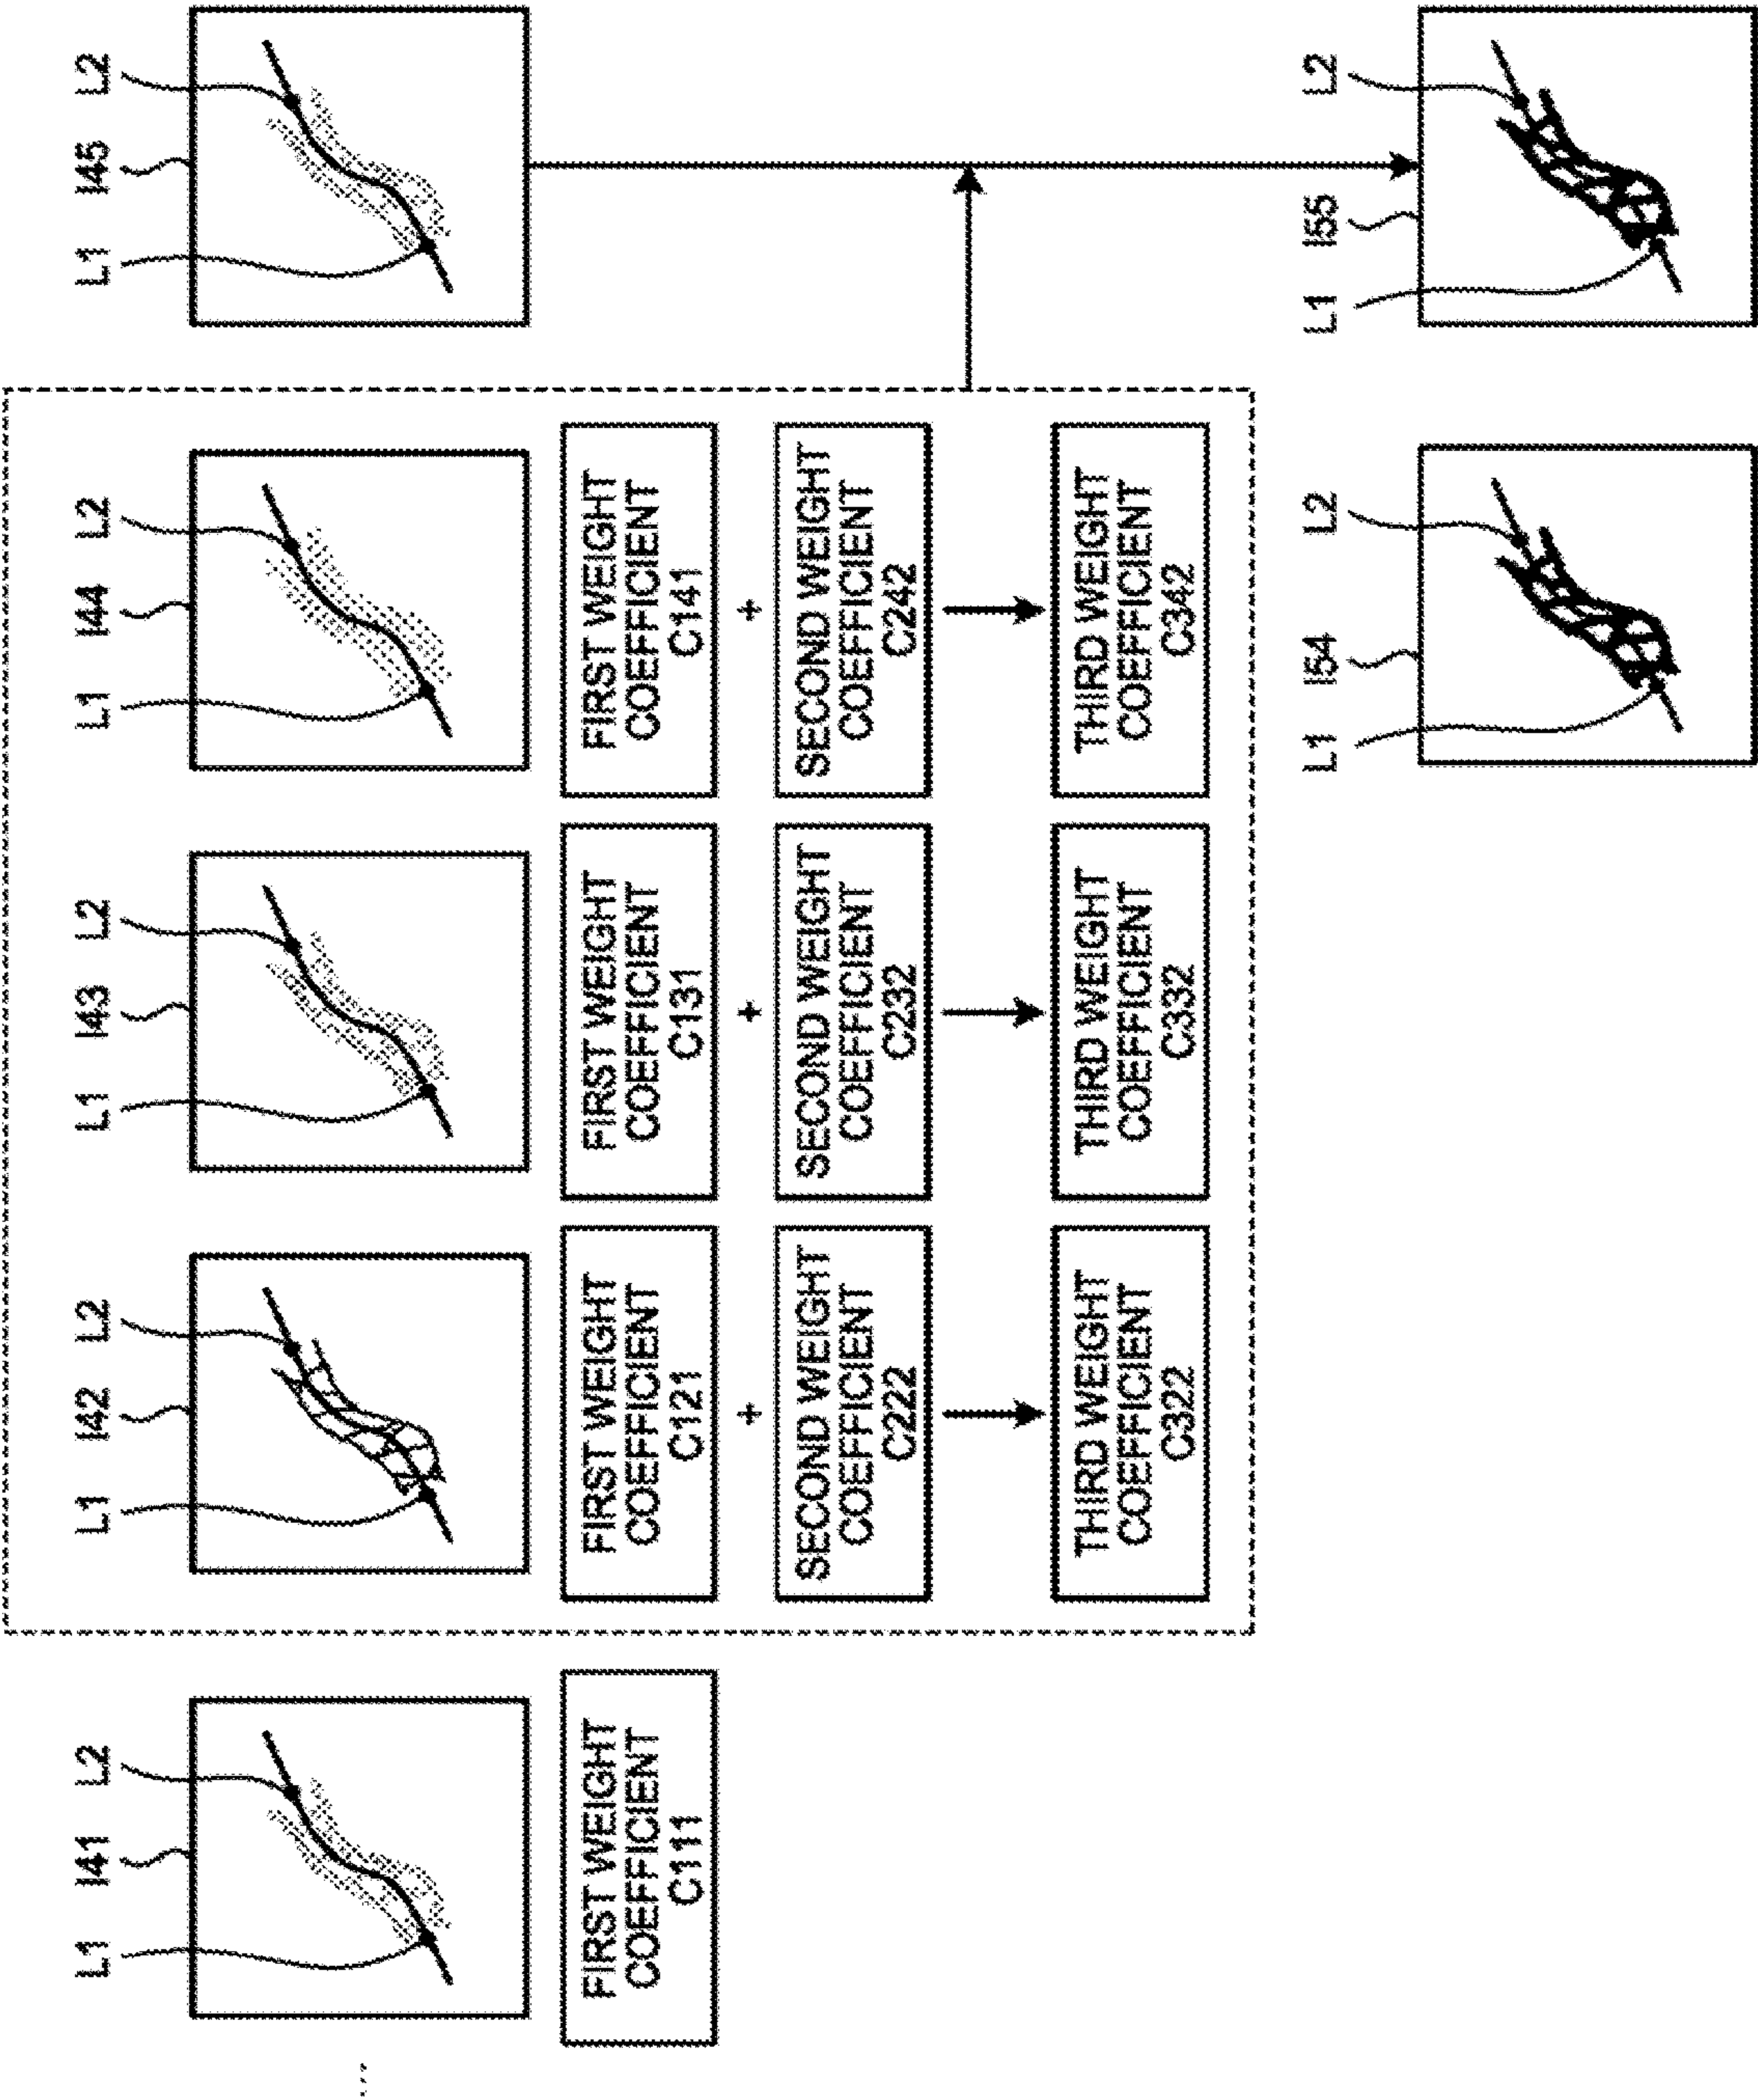 ...
L1 I41 L2
FIRST WEIGHT
COEFFICIENT
C111
L1 I42 L2
FIRST WEIGHT
COEFFICIENT
C121
+
SECOND WEIGHT
COEFFICIENT
C222
THIRD WEIGHT
COEFFICIENT
C322
L1 I43 L2
FIRST WEIGHT
COEFFICIENT
C131
+
SECOND WEIGHT
COEFFICIENT
C232
THIRD WEIGHT
COEFFICIENT
C332
L1 I44 L2
FIRST WEIGHT
COEFFICIENT
C141
+
SECOND WEIGHT
COEFFICIENT
C242
THIRD WEIGHT
COEFFICIENT
C342
L1 I45 L2
L1 I54 L2
L1 I55 L2